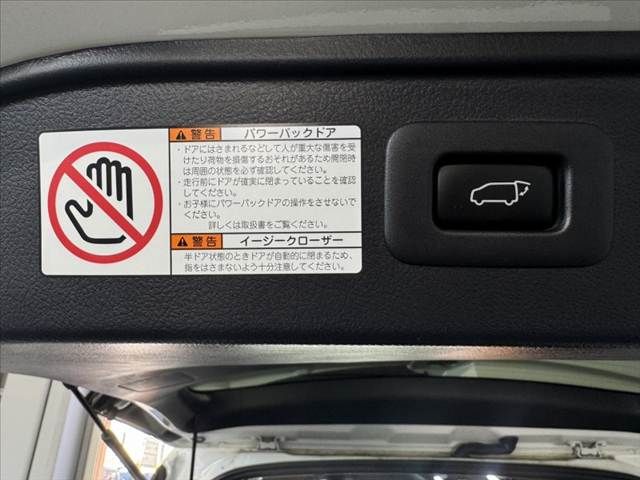 警告 パワーバックドア
・ドアにはさまれるなどして人が重大な傷害を受
けたり荷物を損傷するおそれがあるため開閉時
は周囲の状態を必ず確認してください。
・走行前にドアが確実に閉まっていることを確認
してください。
・お子様にパワーバックドアの操作をさせないで
ください。
詳しくは取扱書をご覧ください。
警告 イージークローザー
半ドア状態のときドアが自動的に閉まるため、
指をはさまないよう十分注意してください。